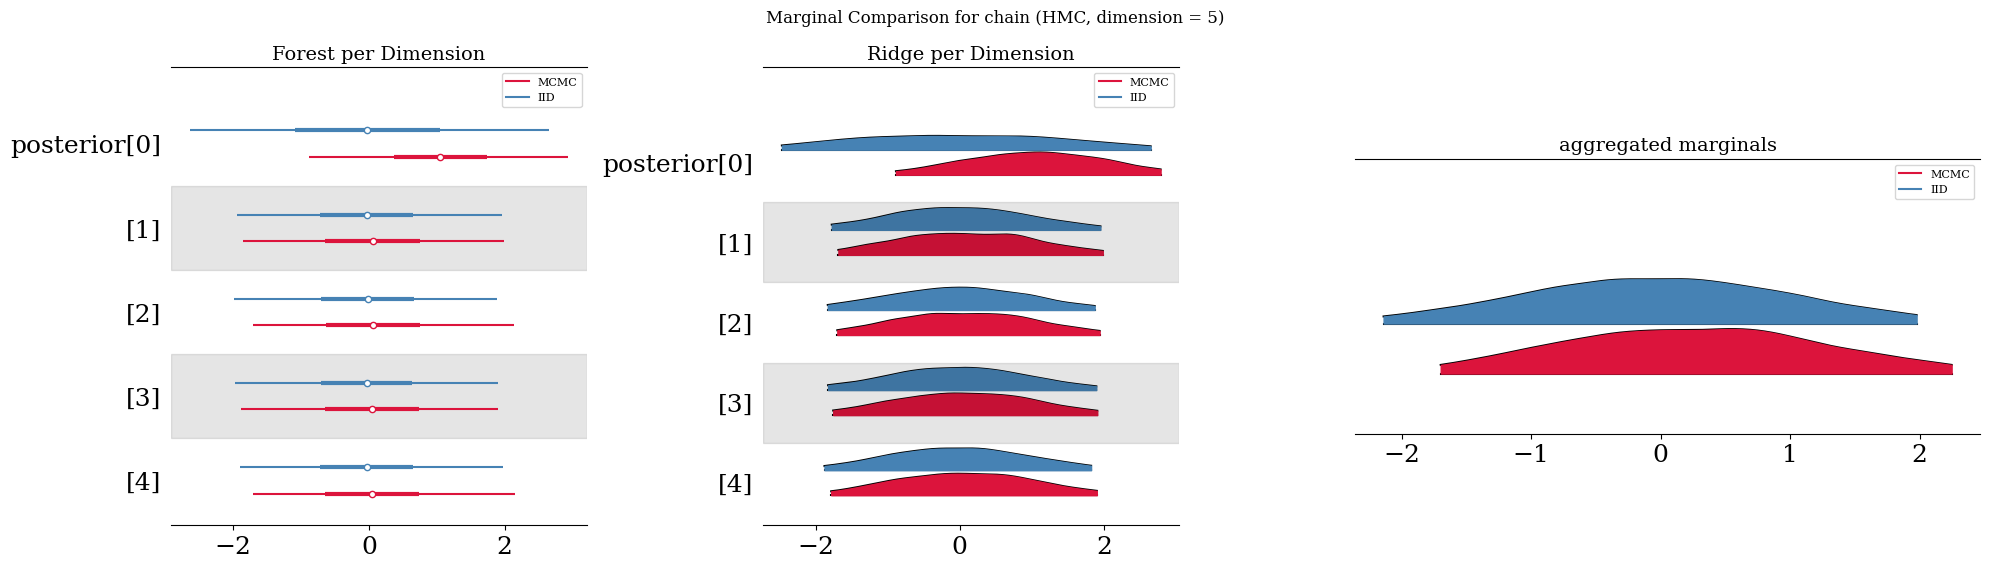 Marginal Comparison for chain (HMC, dimension = 5)
Forest per Dimension
MCMC
IID
posterior[0]
[1]
[2]
[3]
[4]
−2 0 2
Ridge per Dimension
MCMC
IID
posterior[0]
[1]
[2]
[3]
[4]
−2 0 2
aggregated marginals
MCMC
IID
−2 −1 0 1 2